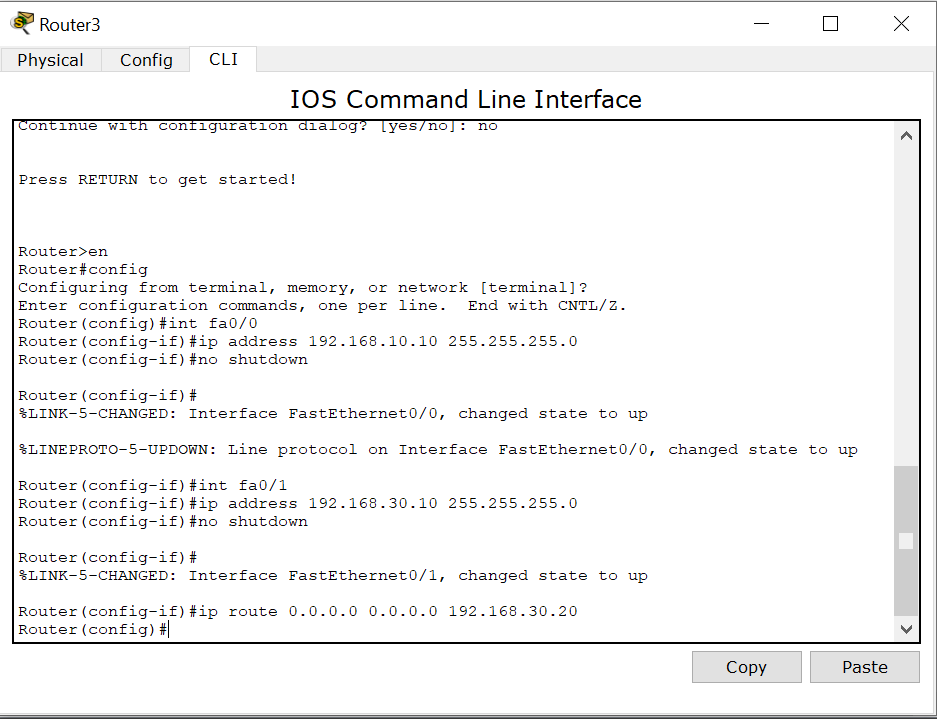 Router3
Physical Config CLI
IOS Command Line Interface
Continue with configuration dialog? [yes/no]: no
Press RETURN to get started!
Router>en
Router#config
Configuring from terminal, memory, or network [terminal]?
Enter configuration commands, one per line.  End with CNTL/Z.
Router(config)#int fa0/0
Router(config-if)#ip address 192.168.10.10 255.255.255.0
Router(config-if)#no shutdown
Router(config-if)#
%LINK-5-CHANGED: Interface FastEthernet0/0, changed state to up
%LINEPROTO-5-UPDOWN: Line protocol on Interface FastEthernet0/0, changed state to up
Router(config-if)#int fa0/1
Router(config-if)#ip address 192.168.30.10 255.255.255.0
Router(config-if)#no shutdown
Router(config-if)#
%LINK-5-CHANGED: Interface FastEthernet0/1, changed state to up
Router(config-if)#ip route 0.0.0.0 0.0.0.0 192.168.30.20
Router(config)#
Copy Paste